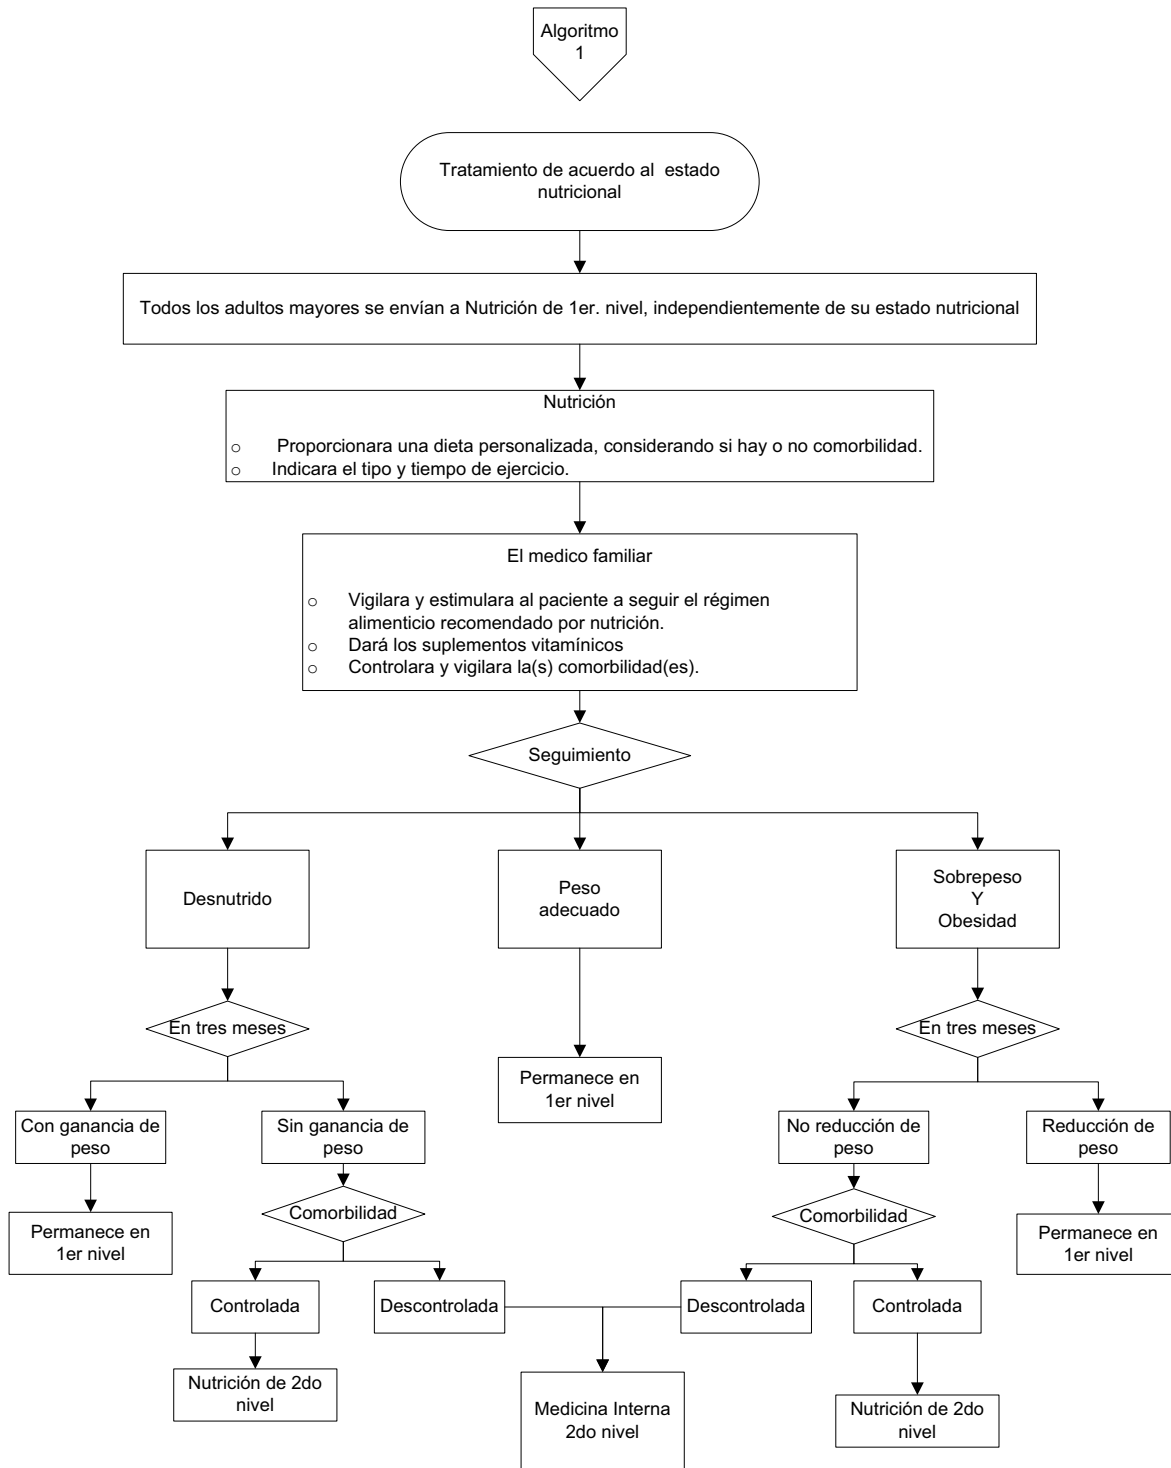 Algoritmo
1
Tratamiento de acuerdo al estado
nutricional
Todos los adultos mayores se envían a Nutrición de 1er. nivel, independientemente de su estado nutricional
Nutrición
o Proporcionara una dieta personalizada, considerando si hay o no comorbilidad.
o Indicara el tipo y tiempo de ejercicio.
El medico familiar
o Vigilara y estimulara al paciente a seguir el régimen
alimenticio recomendado por nutrición.
o Dará los suplementos vitamínicos
o Controlara y vigilara la(s) comorbilidad(es).
Seguimiento
Desnutrido
Peso
adecuado
Sobrepeso
Y
Obesidad
En tres meses
En tres meses
Permanece en
1er nivel
Con ganancia de
peso
Sin ganancia de
peso
No reducción de
peso
Reducción de
peso
Permanece en
1er nivel
Comorbilidad
Comorbilidad
Permanece en
1er nivel
Controlada
Descontrolada
Descontrolada
Controlada
Nutrición de 2do
nivel
Medicina Interna
2do nivel
Nutrición de 2do
nivel